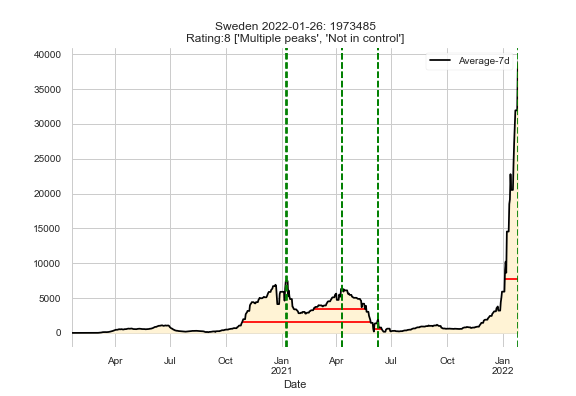 Sweden 2022-01-26: 1973485
Rating:8 ['Multiple peaks', 'Not in control']
Average-7d
40000
35000
30000
25000
20000
15000
10000
5000
0
Apr
Jul
Oct
Jan
2021
Apr
Jul
Oct
Jan
2022
Date